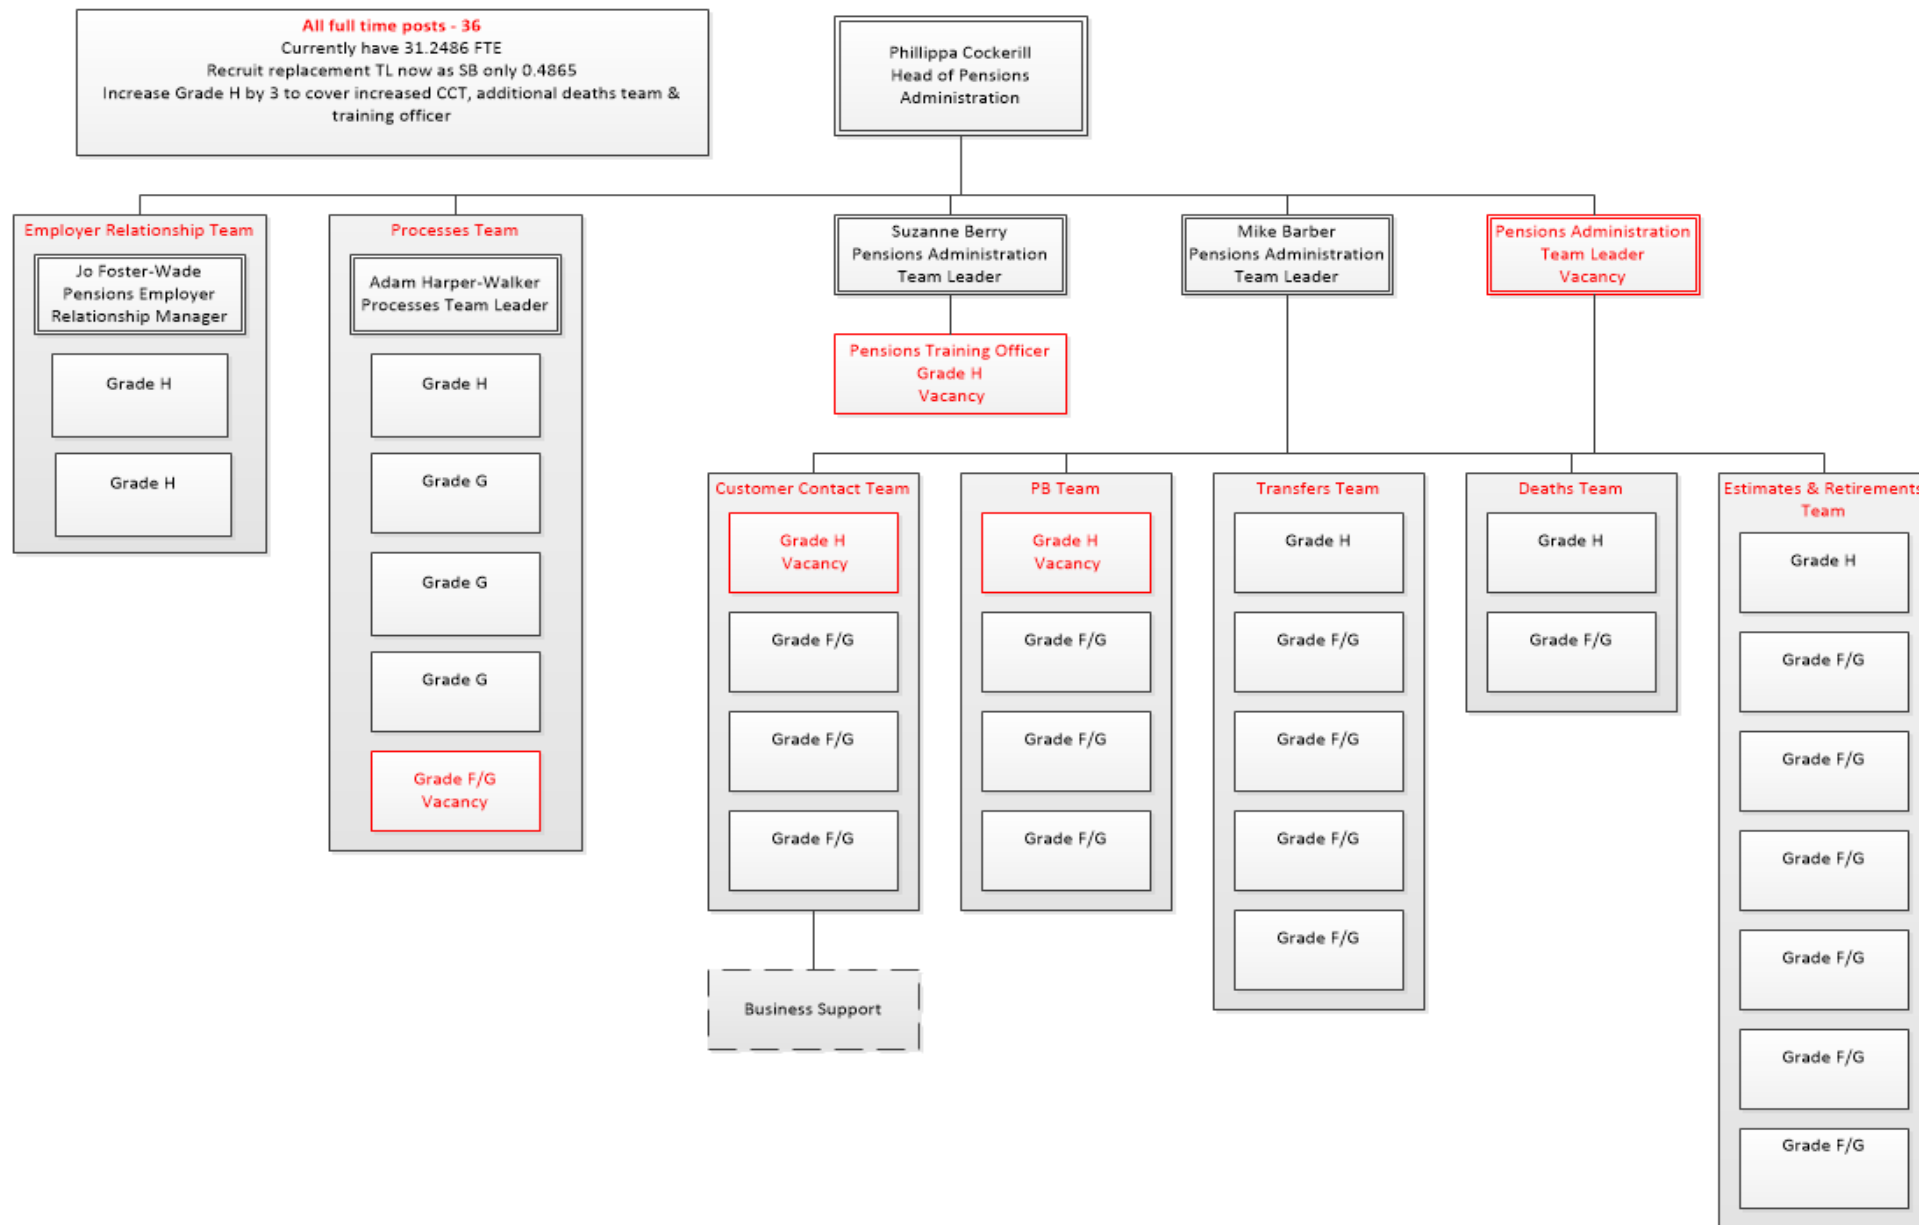 All full time posts - 36
Currently have 31.2486 FTE
Recruit replacement TL now as SB only 0.4865
Increase Grade H by 3 to cover increased CCT, additional deaths team &
training officer
Phillippa Cockerill
Head of Pensions
Administration
Employer Relationship Team
Jo Foster-Wade
Pensions Employer
Relationship Manager
Grade H
Grade H
Processes Team
Adam Harper-Walker
Processes Team Leader
Grade H
Grade G
Grade G
Grade G
Grade F/G
Vacancy
Suzanne Berry
Pensions Administration
Team Leader
Pensions Training Officer
Grade H
Vacancy
Mike Barber
Pensions Administration
Team Leader
Pensions Administration
Team Leader
Vacancy
Customer Contact Team
Grade H
Vacancy
Grade F/G
Grade F/G
Grade F/G
Business Support
PB Team
Grade H
Vacancy
Grade F/G
Grade F/G
Grade F/G
Transfers Team
Grade H
Grade F/G
Grade F/G
Grade F/G
Grade F/G
Deaths Team
Grade H
Grade F/G
Estimates & Retirements
Team
Grade H
Grade F/G
Grade F/G
Grade F/G
Grade F/G
Grade F/G
Grade F/G